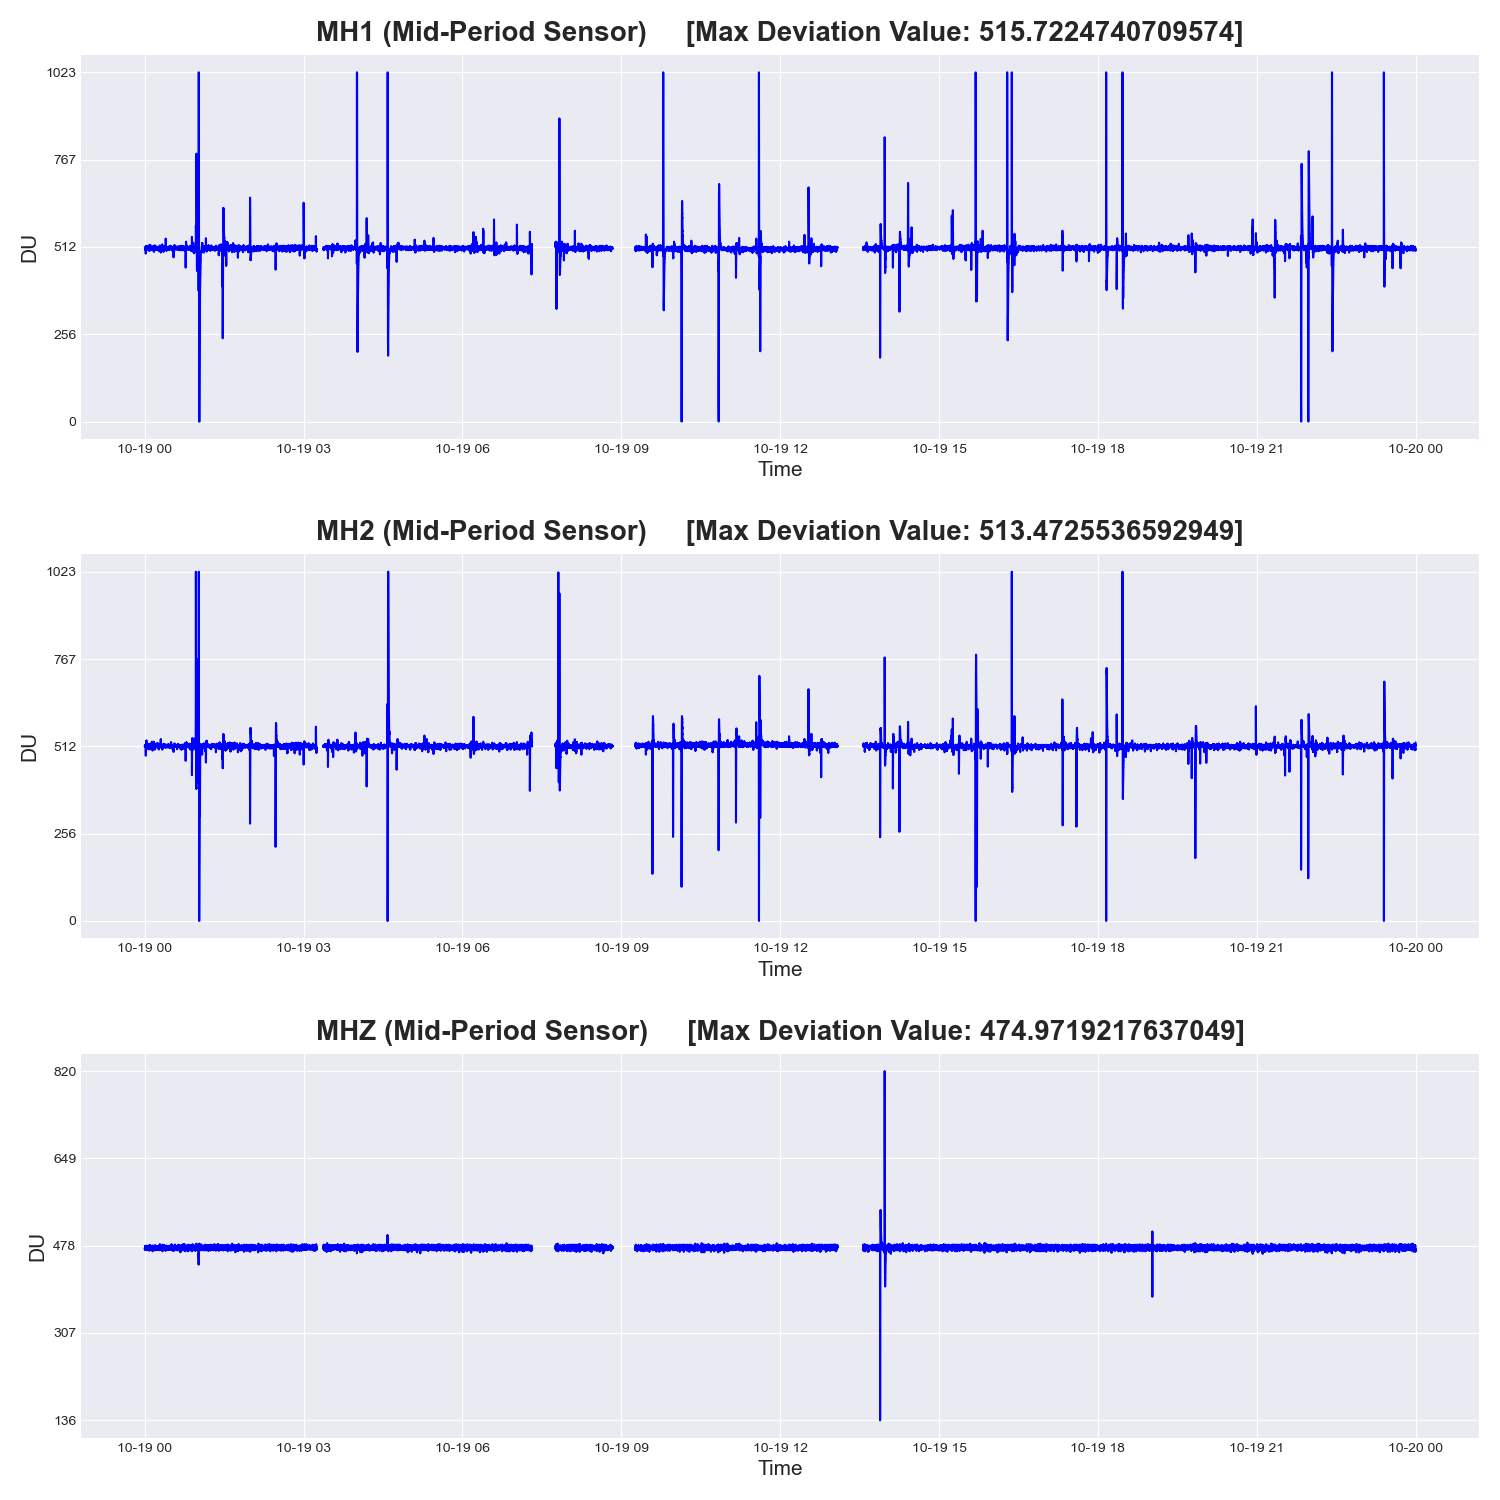 MH1 (Mid-Period Sensor) [Max Deviation Value: 515.7224740709574]
1023
767
512
256
0
DU
10-19 00 10-19 03 10-19 06 10-19 09 10-19 12 10-19 15 10-19 18 10-19 21 10-20 00
Time
MH2 (Mid-Period Sensor) [Max Deviation Value: 513.4725536592949]
1023
767
512
256
0
DU
10-19 00 10-19 03 10-19 06 10-19 09 10-19 12 10-19 15 10-19 18 10-19 21 10-20 00
Time
MHZ (Mid-Period Sensor) [Max Deviation Value: 474.9719217637049]
820
649
478
307
136
DU
10-19 00 10-19 03 10-19 06 10-19 09 10-19 12 10-19 15 10-19 18 10-19 21 10-20 00
Time